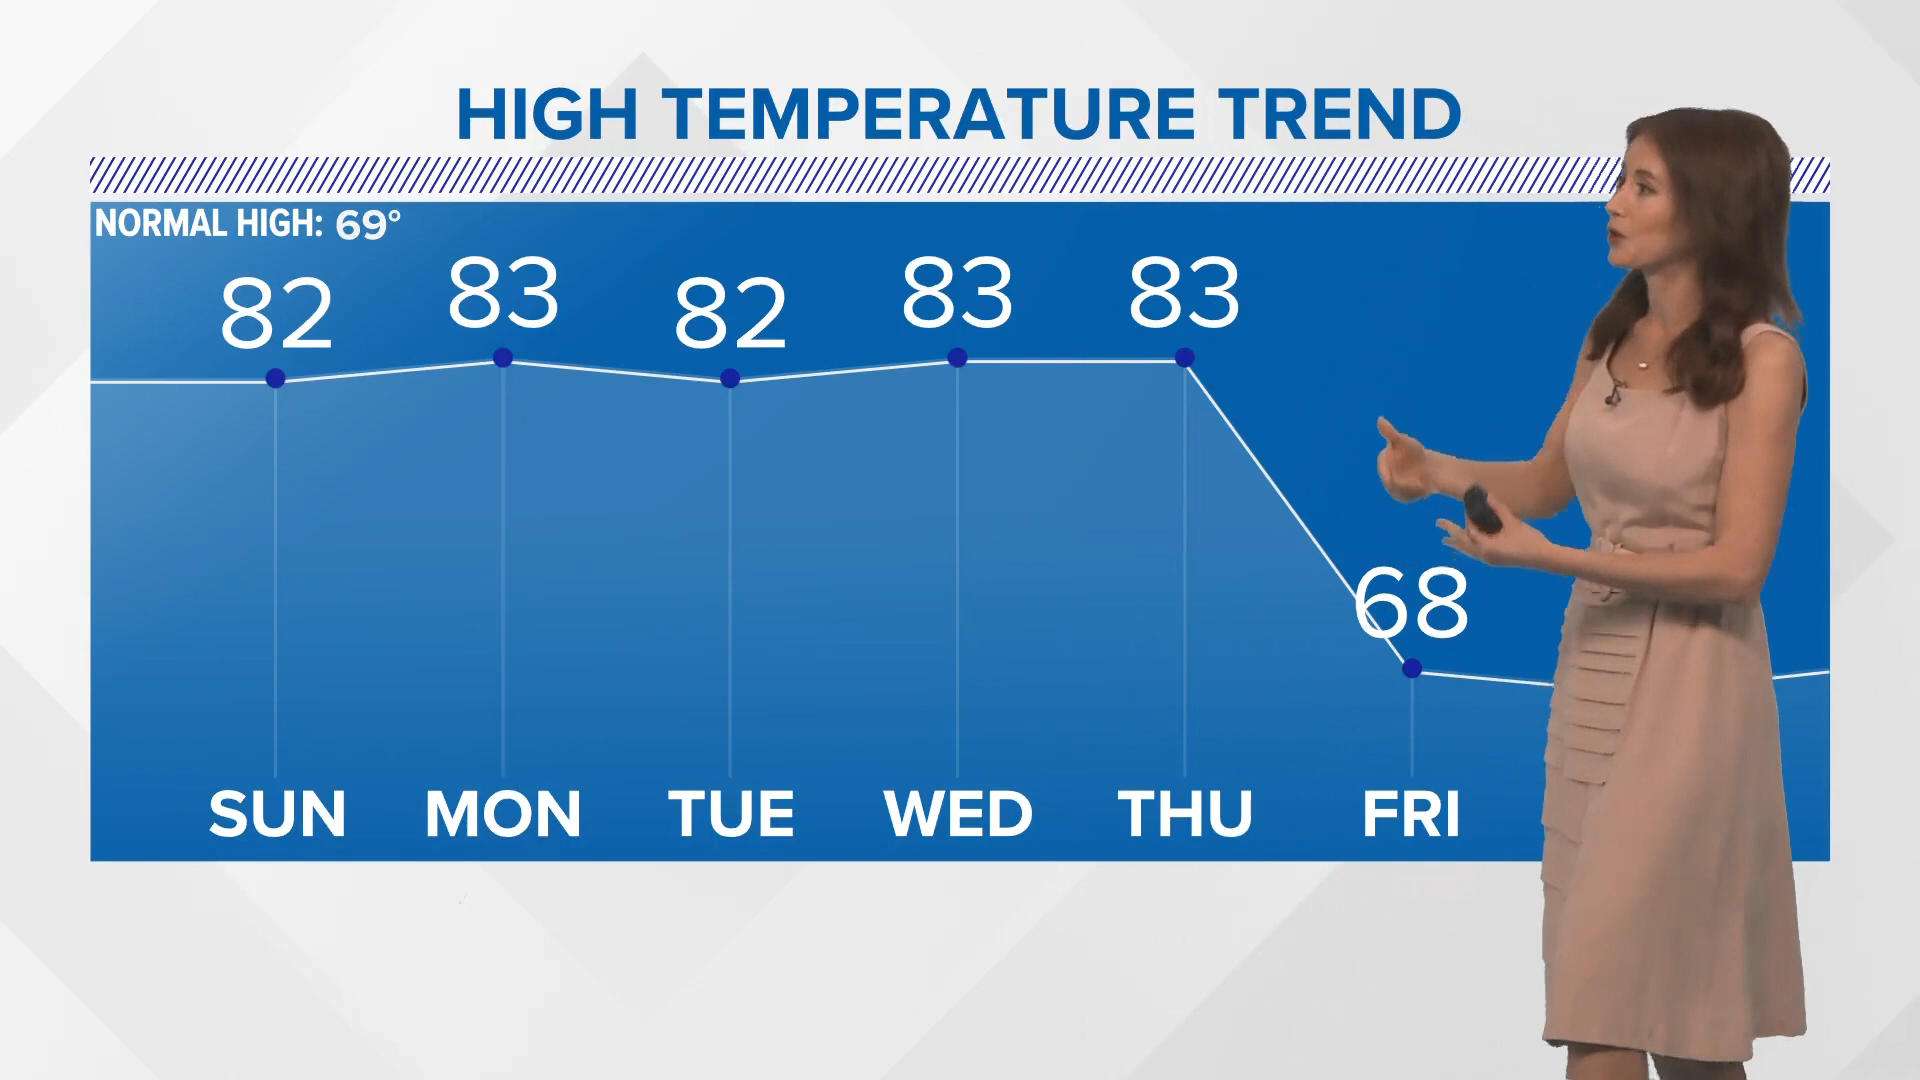 HIGH TEMPERATURE TREND
NORMAL HIGH: 69°
82 83 82 83 83 68
SUN MON TUE WED THU FRI